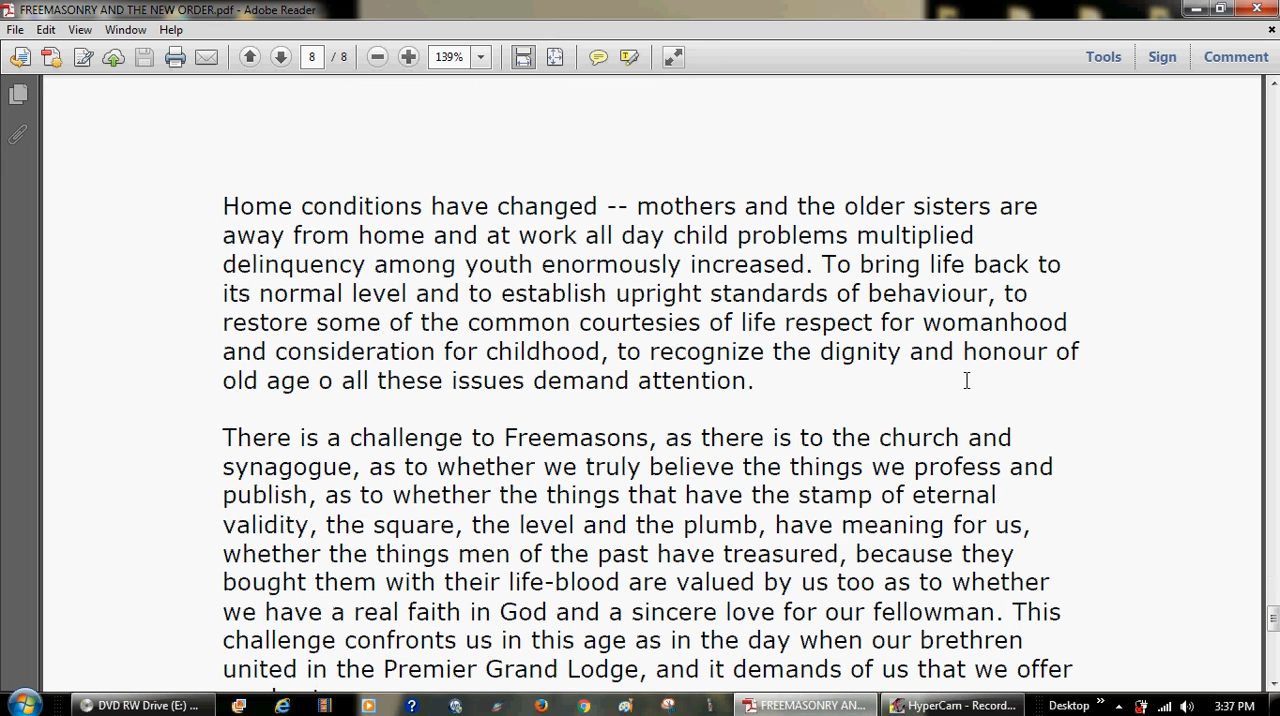 FREEMASONRY AND THE NEW ORDER.pdf - Adobe Reader
File Edit View Window Help
8 / 8 139% Tools Sign Comment
Home conditions have changed -- mothers and the older sisters are
away from home and at work all day child problems multiplied
delinquency among youth enormously increased. To bring life back to
its normal level and to establish upright standards of behaviour, to
restore some of the common courtesies of life respect for womanhood
and consideration for childhood, to recognize the dignity and honour of
old age o all these issues demand attention.
There is a challenge to Freemasons, as there is to the church and
synagogue, as to whether we truly believe the things we profess and
publish, as to whether the things that have the stamp of eternal
validity, the square, the level and the plumb, have meaning for us,
whether the things men of the past have treasured, because they
bought them with their life-blood are valued by us too as to whether
we have a real faith in God and a sincere love for our fellowman. This
challenge confronts us in this age as in the day when our brethren
united in the Premier Grand Lodge, and it demands of us that we offer
DVD RW Drive (E:) ... FREEMASONRY AN... HyperCam - Record... Desktop » 3:37 PM